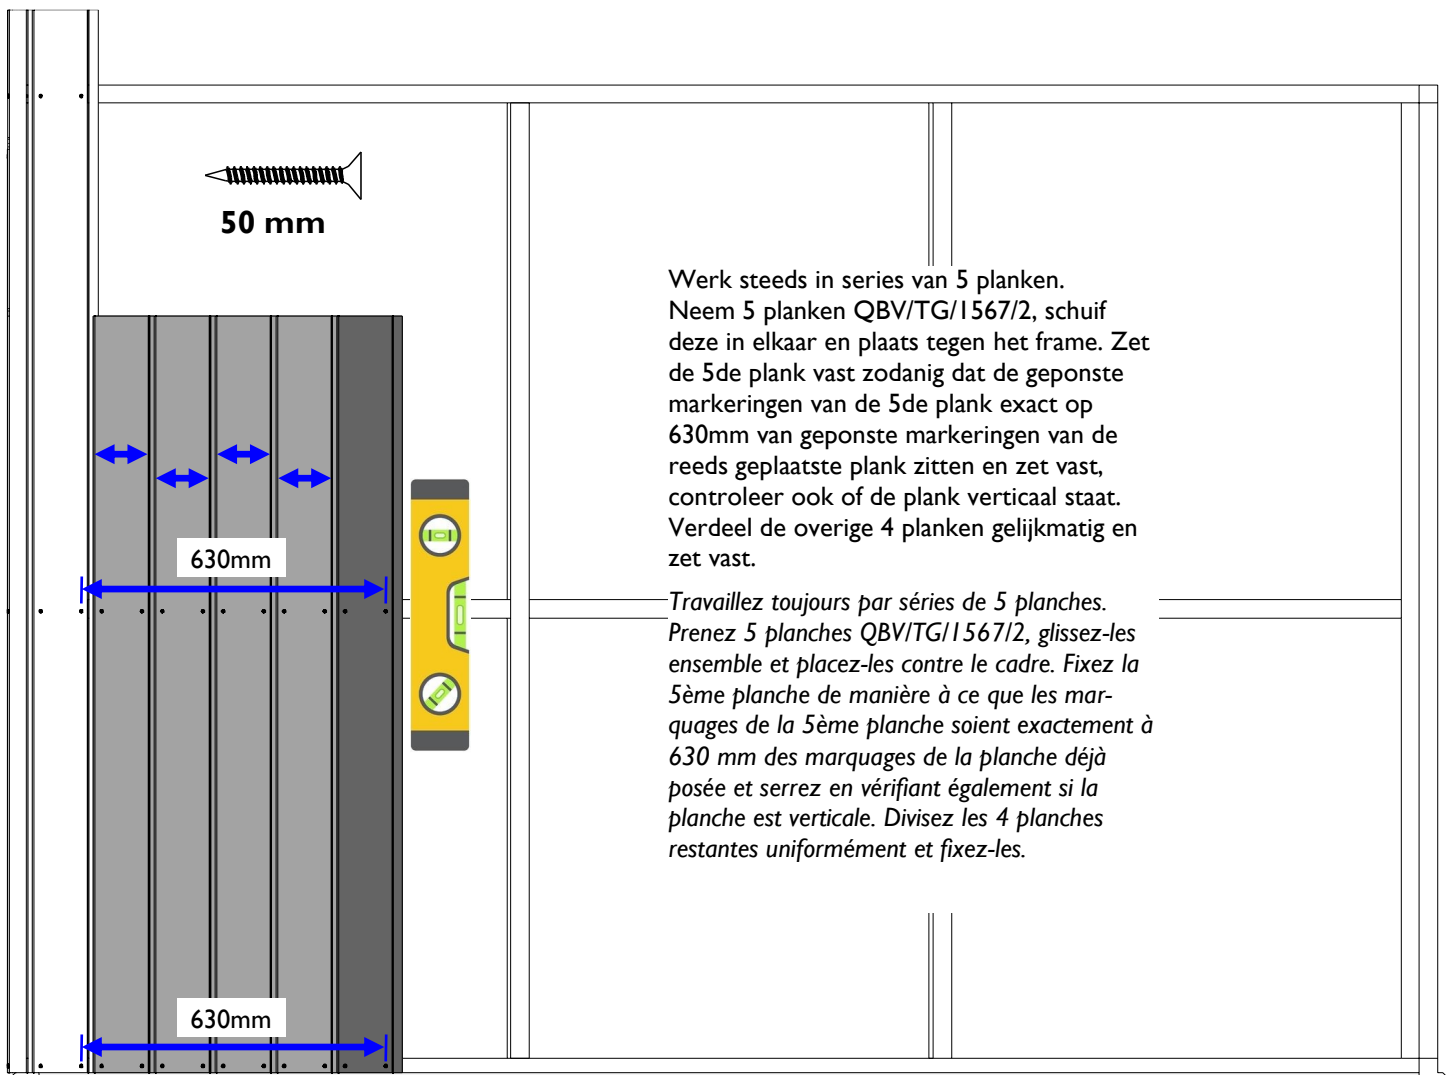 50 mm
Werk steeds in series van 5 planken.
Neem 5 planken QBV/TG/1567/2, schuif
deze in elkaar en plaats tegen het frame. Zet
de 5de plank vast zodanig dat de geponste
markeringen van de 5de plank exact op
630mm van geponste markeringen van de
reeds geplaatste plank zitten en zet vast,
controleer ook of de plank verticaal staat.
Verdeel de overige 4 planken gelijkmatig en
zet vast.
Travaillez toujours par séries de 5 planches.
Prenez 5 planches QBV/TG/1567/2, glissez-les
ensemble et placez-les contre le cadre. Fixez la
5ème planche de manière à ce que les mar-
quages de la 5ème planche soient exactement à
630 mm des marquages de la planche déjà
posée et serrez en vérifiant également si la
planche est verticale. Divisez les 4 planches
restantes uniformément et fixez-les.
630mm
630mm